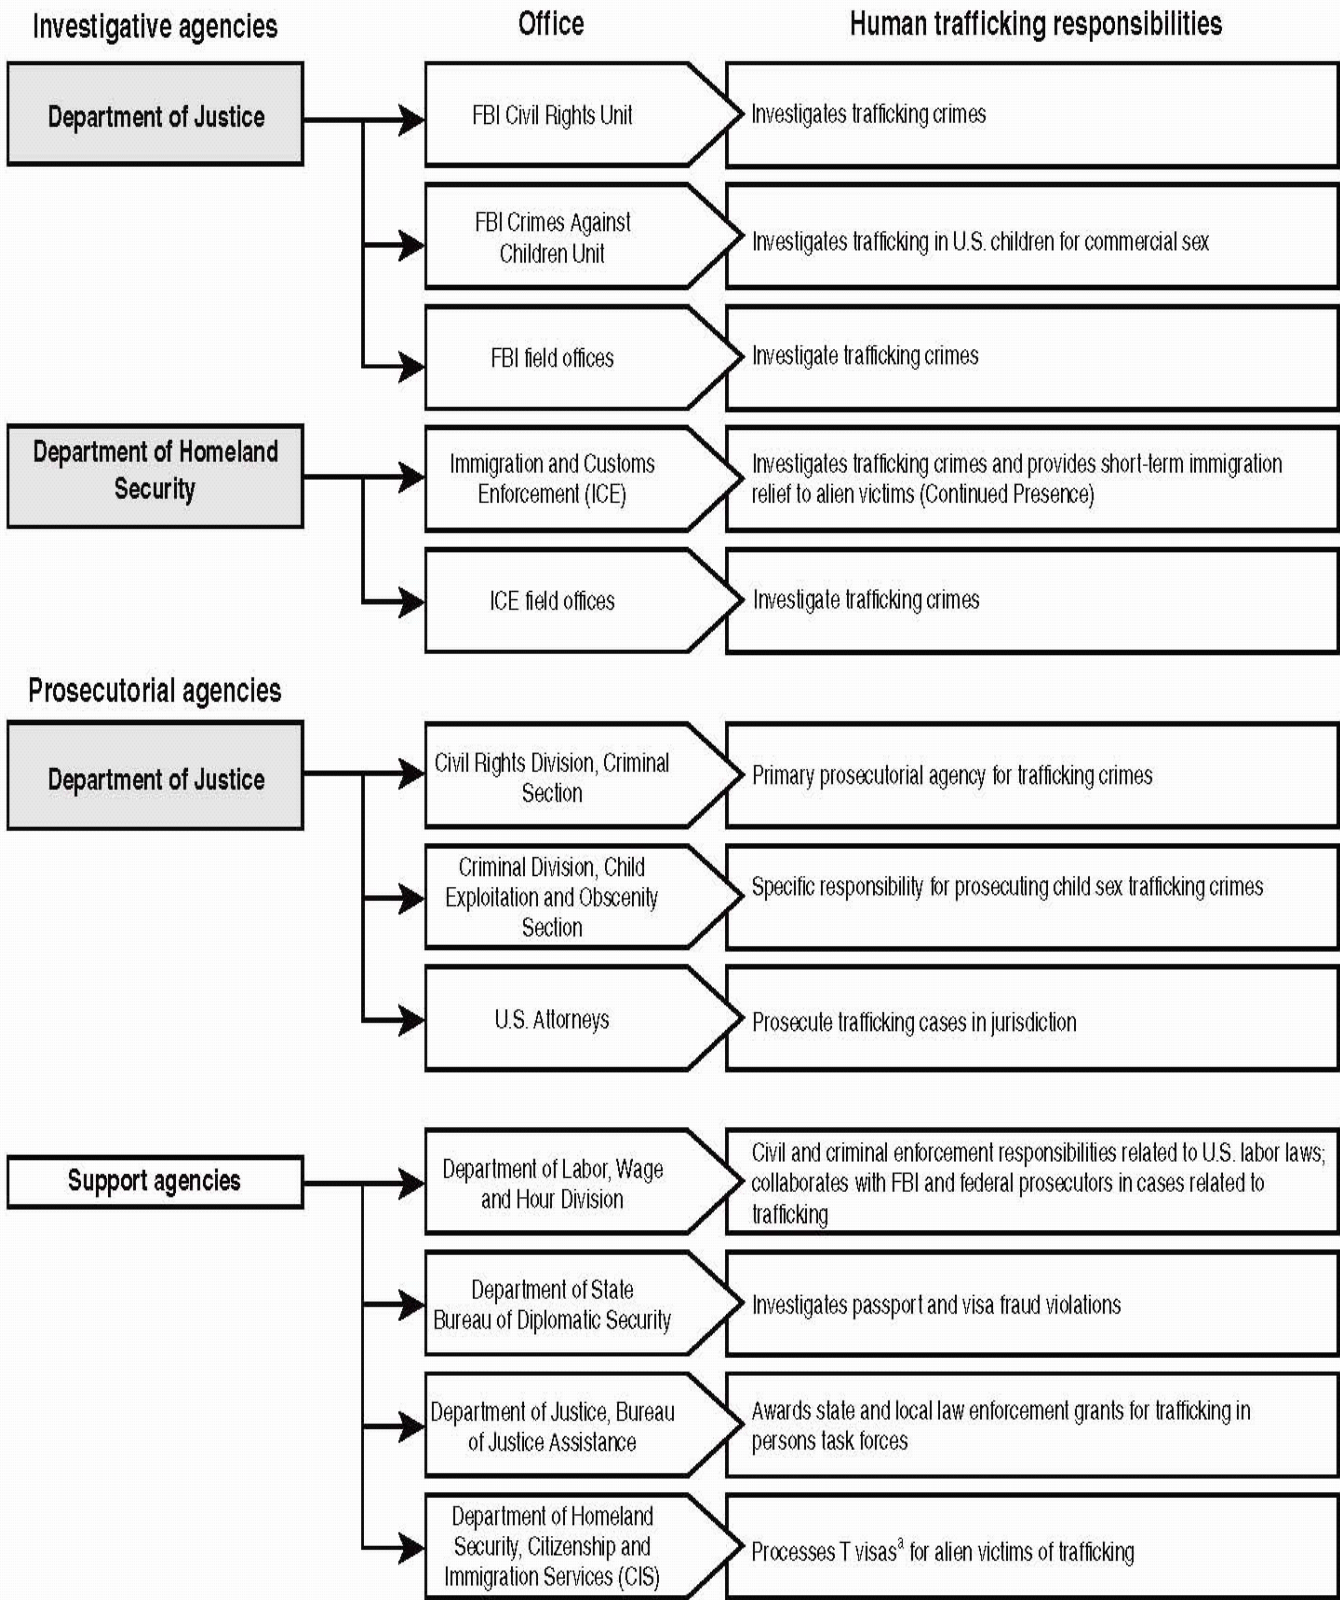 Investigative agencies
Office
Human trafficking responsibilities
Department of Justice
FBI Civil Rights Unit
Investigates trafficking crimes
FBI Crimes Against
Children Unit
Investigates trafficking in U.S. children for commercial sex
FBI field offices
Investigate trafficking crimes
Department of Homeland
Security
Immigration and Customs
Enforcement (ICE)
Investigates trafficking crimes and provides short-term immigration
relief to alien victims (Continued Presence)
ICE field offices
Investigate trafficking crimes
Prosecutorial agencies
Department of Justice
Civil Rights Division, Criminal
Section
Primary prosecutorial agency for trafficking crimes
Criminal Division, Child
Exploitation and Obscenity
Section
Specific responsibility for prosecuting child sex trafficking crimes
U.S. Attorneys
Prosecute trafficking cases in jurisdiction
Support agencies
Department of Labor, Wage
and Hour Division
Civil and criminal enforcement responsibilities related to U.S. labor laws;
collaborates with FBI and federal prosecutors in cases related to
trafficking
Department of State
Bureau of Diplomatic Security
Investigates passport and visa fraud violations
Department of Justice, Bureau
of Justice Assistance
Awards state and local law enforcement grants for trafficking in
persons task forces
Department of Homeland
Security, Citizenship and
Immigration Services (CIS)
Processes T visasª for alien victims of trafficking